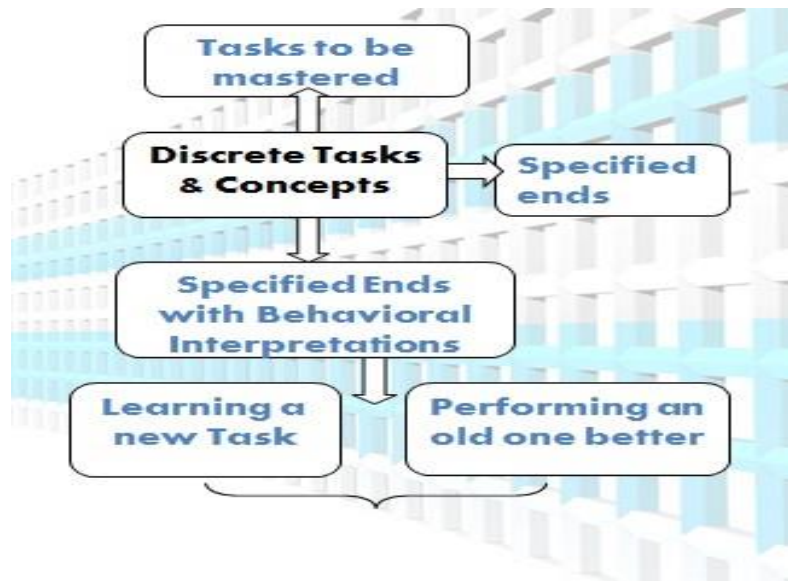 Tasks to be
mastered
Discrete Tasks
& Concepts
Specified
ends
Specified Ends
with Behavioral
Interpretations
Learning a
new Task
Performing an
old one better